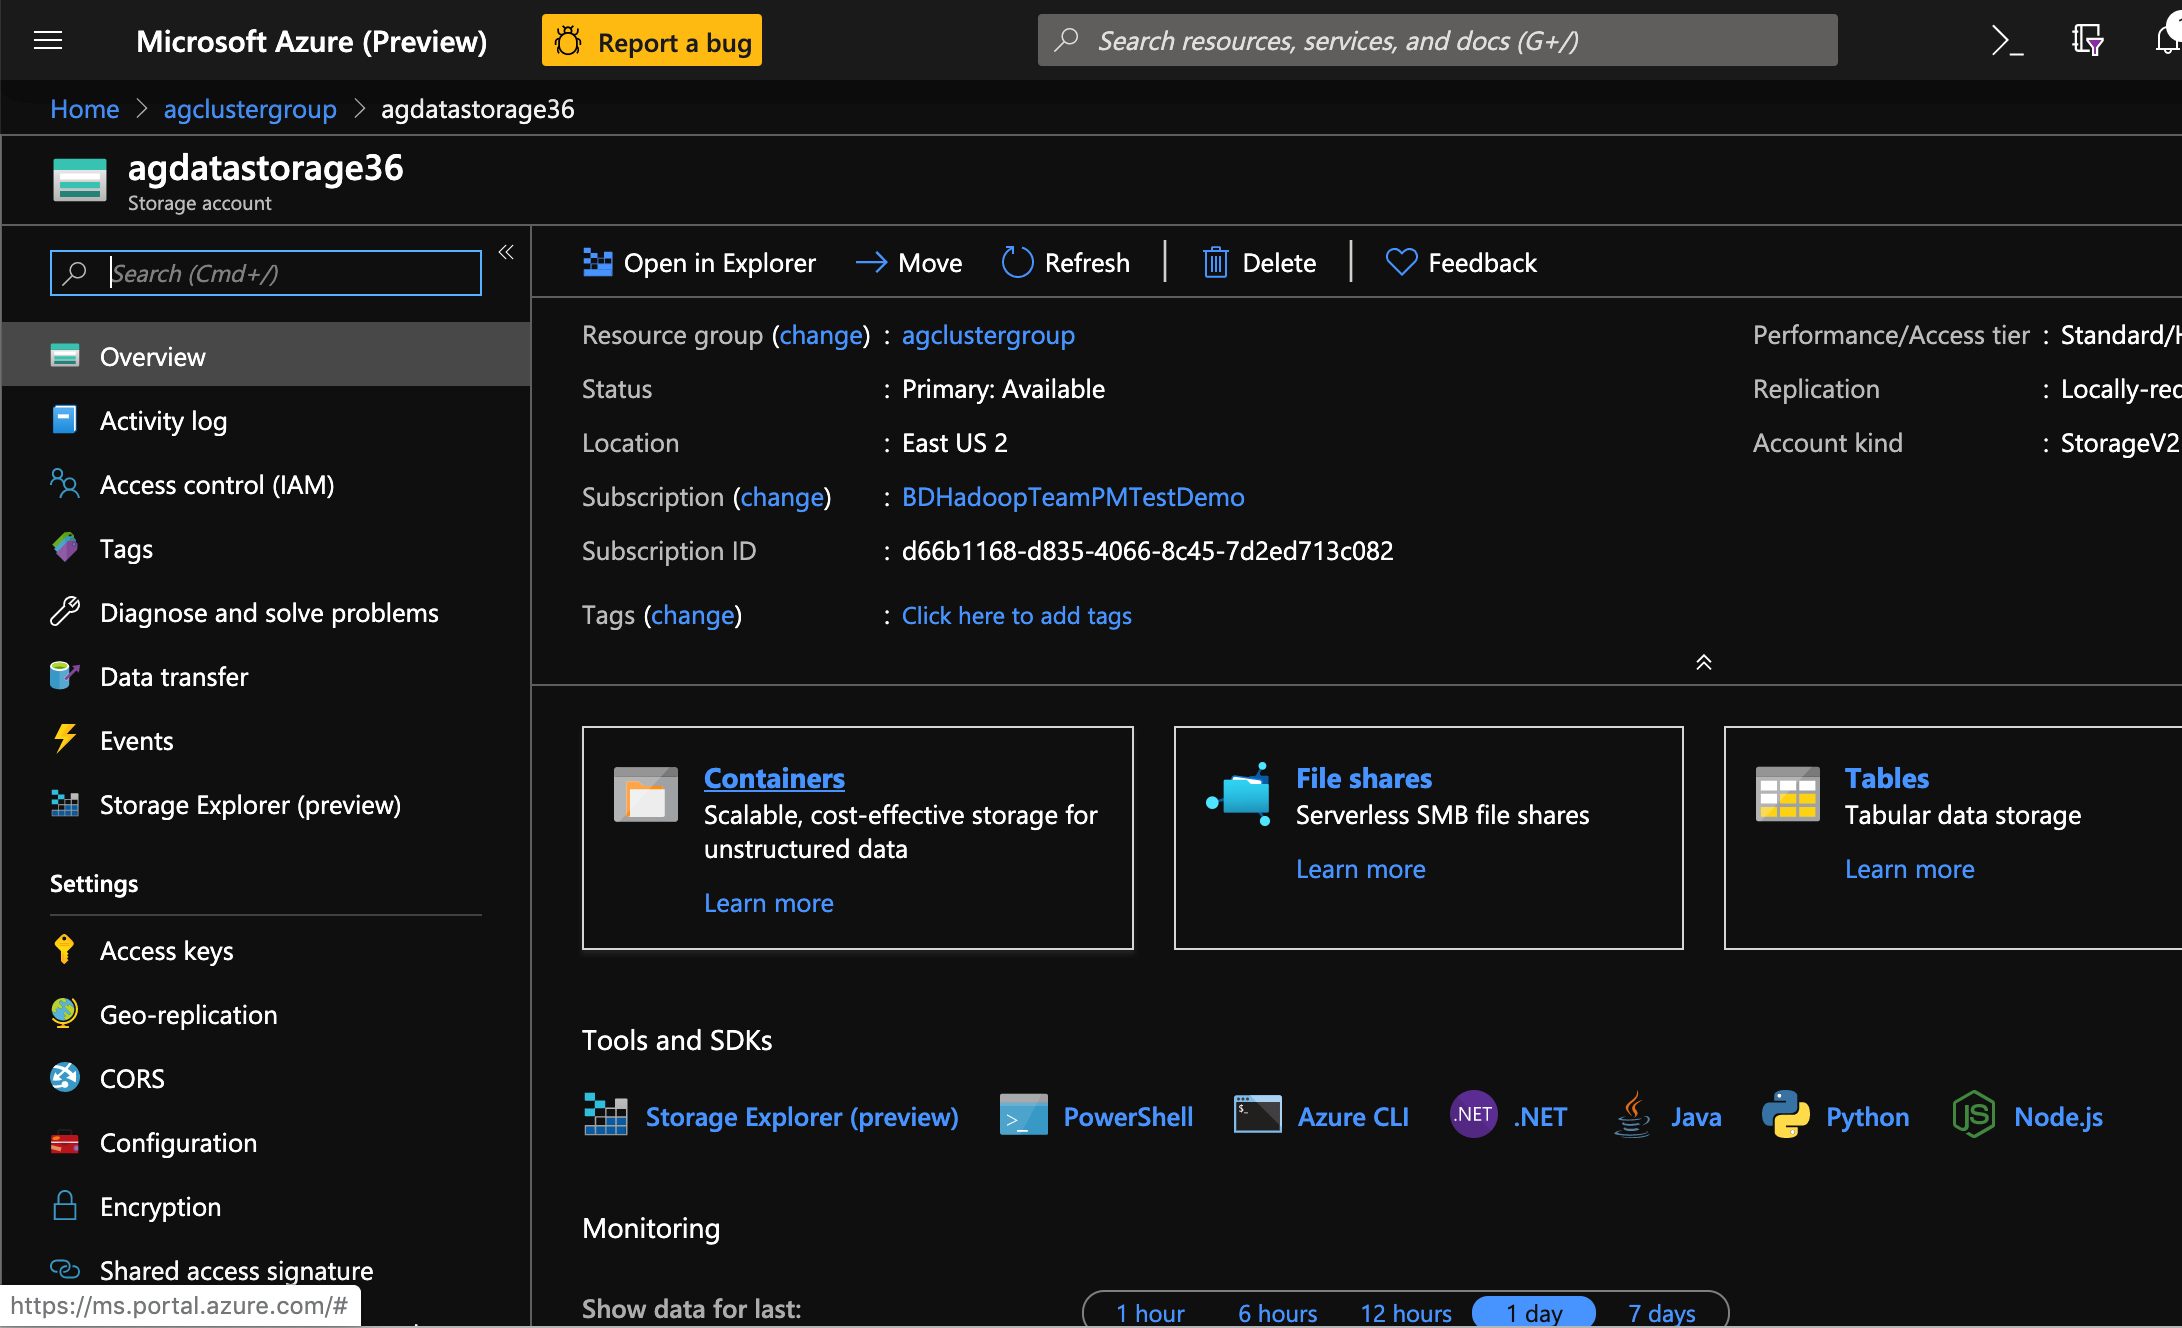 Microsoft Azure (Preview)
Report a bug
Search resources, services, and docs (G+/)
Home > agclustergroup > agdatastorage36
agdatastorage36
Storage account
Search (Cmd+/)
Overview
Activity log
Access control (IAM)
Tags
Diagnose and solve problems
Data transfer
Events
Storage Explorer (preview)
Settings
Access keys
Geo-replication
CORS
Configuration
Encryption
Shared access signature
https://ms.portal.azure.com/#
Open in Explorer
Move
Refresh
Delete
Feedback
Resource group (change) : agclustergroup
Status : Primary: Available
Location : East US 2
Subscription (change) : BDHadoopTeamPMTestDemo
Subscription ID : d66b1168-d835-4066-8c45-7d2ed713c082
Tags (change) : Click here to add tags
Performance/Access tier : Standard/
Replication : Locally-
Account kind : StorageV2
Containers
Scalable, cost-effective storage for
unstructured data
Learn more
File shares
Serverless SMB file shares
Learn more
Tables
Tabular data storage
Learn more
Tools and SDKs
Storage Explorer (preview)
PowerShell
Azure CLI
.NET .NET
Java
Python
JS Node.js
Monitoring
Show data for last:
1 hour
6 hours
12 hours
1 day
7 days